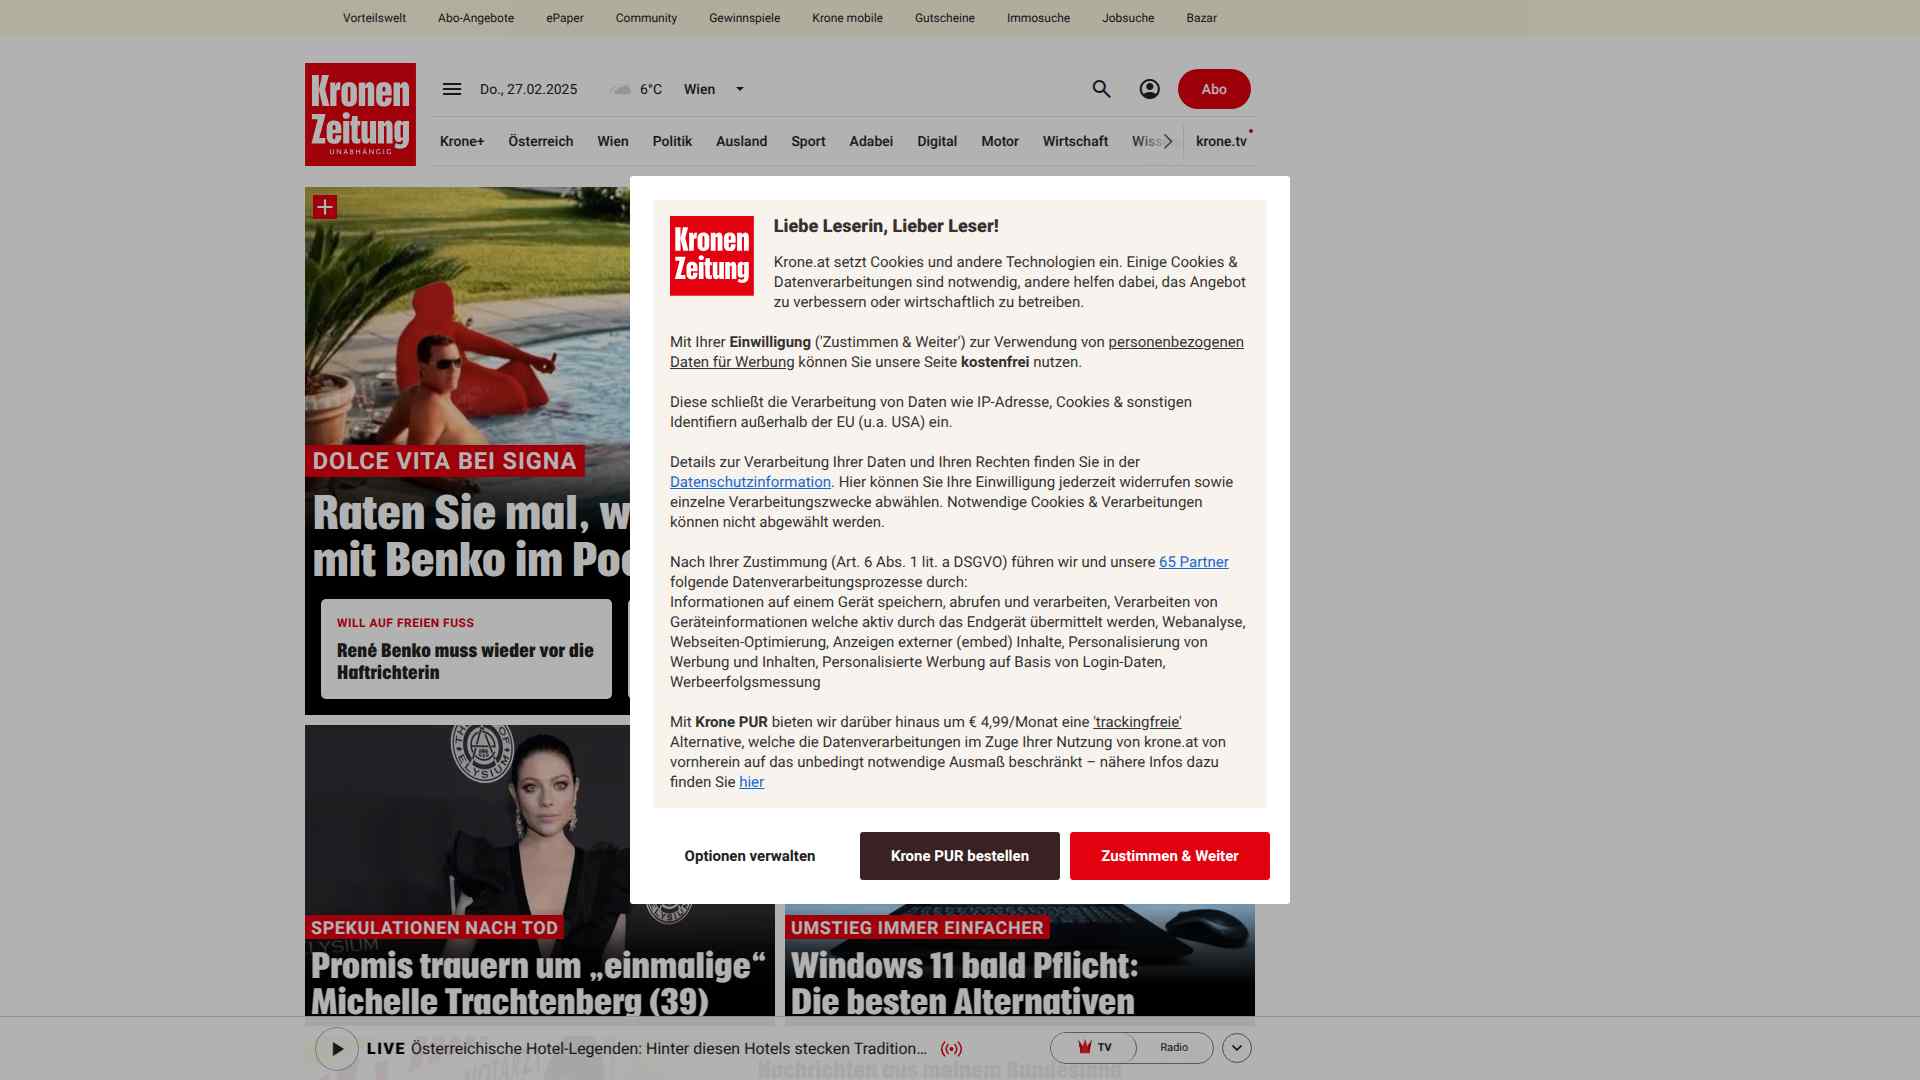 Vorteilswelt Abo-Angebote ePaper Community Gewinnspiele Krone mobile Gutscheine Immosuche Jobsuche Bazar
Kronen
Zeitung
UNABHÄNGIG
Do., 27.02.2025 6°C Wien Abo
Krone+ Österreich Wien Politik Ausland Sport Adabei Digital Motor Wirtschaft Wiss krone.tv
DOLCE VITA BEI SIGNA
Raten Sie mal, w
mit Benko im Poo
WILL AUF FREIEN FUSS
René Benko muss wieder vor die
Haftrichterin
Kronen
Zeitung
Liebe Leserin, Lieber Leser!
Krone.at setzt Cookies und andere Technologien ein. Einige Cookies &
Datenverarbeitungen sind notwendig, andere helfen dabei, das Angebot
zu verbessern oder wirtschaftlich zu betreiben.
Mit Ihrer Einwilligung ('Zustimmen & Weiter') zur Verwendung von personenbezogenen
Daten für Werbung können Sie unsere Seite kostenfrei nutzen.
Diese schließt die Verarbeitung von Daten wie IP-Adresse, Cookies & sonstigen
Identifiern außerhalb der EU (u.a. USA) ein.
Details zur Verarbeitung Ihrer Daten und Ihren Rechten finden Sie in der
Datenschutzinformation. Hier können Sie Ihre Einwilligung jederzeit widerrufen sowie
einzelne Verarbeitungszwecke abwählen. Notwendige Cookies & Verarbeitungen
können nicht abgewählt werden.
Nach Ihrer Zustimmung (Art. 6 Abs. 1 lit. a DSGVO) führen wir und unsere 65 Partner
folgende Datenverarbeitungsprozesse durch:
Informationen auf einem Gerät speichern, abrufen und verarbeiten, Verarbeiten von
Geräteinformationen welche aktiv durch das Endgerät übermittelt werden, Webanalyse,
Webseiten-Optimierung, Anzeigen externer (embed) Inhalte, Personalisierung von
Werbung und Inhalten, Personalisierte Werbung auf Basis von Login-Daten,
Werbeerfolgsmessung
Mit Krone PUR bieten wir darüber hinaus um € 4,99/Monat eine 'trackingfreie'
Alternative, welche die Datenverarbeitungen im Zuge Ihrer Nutzung von krone.at von
vornherein auf das unbedingt notwendige Ausmaß beschränkt – nähere Infos dazu
finden Sie hier
Optionen verwalten Krone PUR bestellen Zustimmen & Weiter
ELYSIUM
LYSIUM
SPEKULATIONEN NACH TOD
Promis trauern um „einmalige“
Michelle Trachtenberg (39)
UMSTIEG IMMER EINFACHER
Windows 11 bald Pflicht:
Die besten Alternativen
LIVE Österreichische Hotel-Legenden: Hinter diesen Hotels stecken Tradition... TV Radio
NOTARZT
Nachrichten aus meinem Bundesland